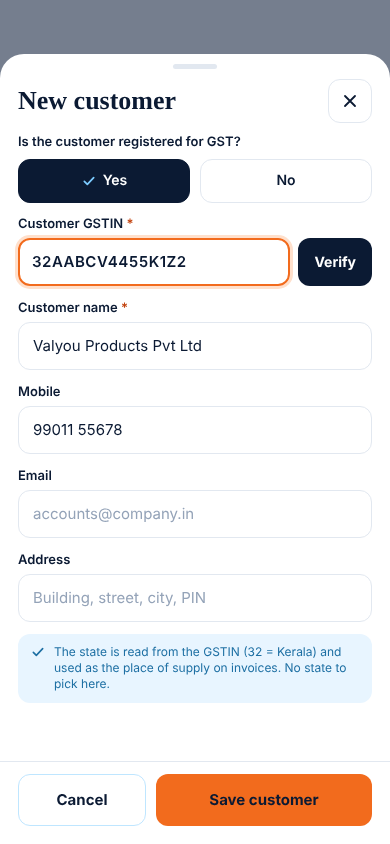 New customer
Is the customer registered for GST?
Yes
No
Customer GSTIN *
32AABCV4455K1Z2
Verify
Customer name *
Valyou Products Pvt Ltd
Mobile
99011 55678
Email
accounts@company.in
Address
Building, street, city, PIN
The state is read from the GSTIN (32 = Kerala) and
used as the place of supply on invoices. No state to
pick here.
Cancel
Save customer